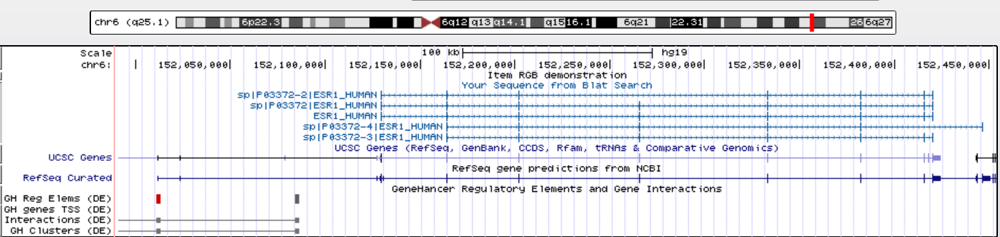 chr6 (q25.1) 6p22.3 6q12 q13 q14.1 q15 16.1 6q21 22.31 26 6q27
Scale 100 kb hg19
chr6: 152,050,000 152,100,000 152,150,000 152,200,000 152,250,000 152,300,000 152,350,000 152,400,000 152,450,000
Item RGB demonstration
Your Sequence from Blat Search
sp|P03372-2|ESR1_HUMAN
sp|P03372|ESR1_HUMAN
ESR1_HUMAN
sp|P03372-4|ESR1_HUMAN
sp|P03372-3|ESR1_HUMAN
UCSC Genes (RefSeq, GenBank, CCDS, Rfam, tRNAs & Comparative Genomics)
UCSC Genes
RefSeq gene predictions from NCBI
RefSeq Curated
GeneHancer Regulatory Elements and Gene Interactions
GH Reg Elems (DE)
GH genes TSS (DE)
Interactions (DE)
GH Clusters (DE)